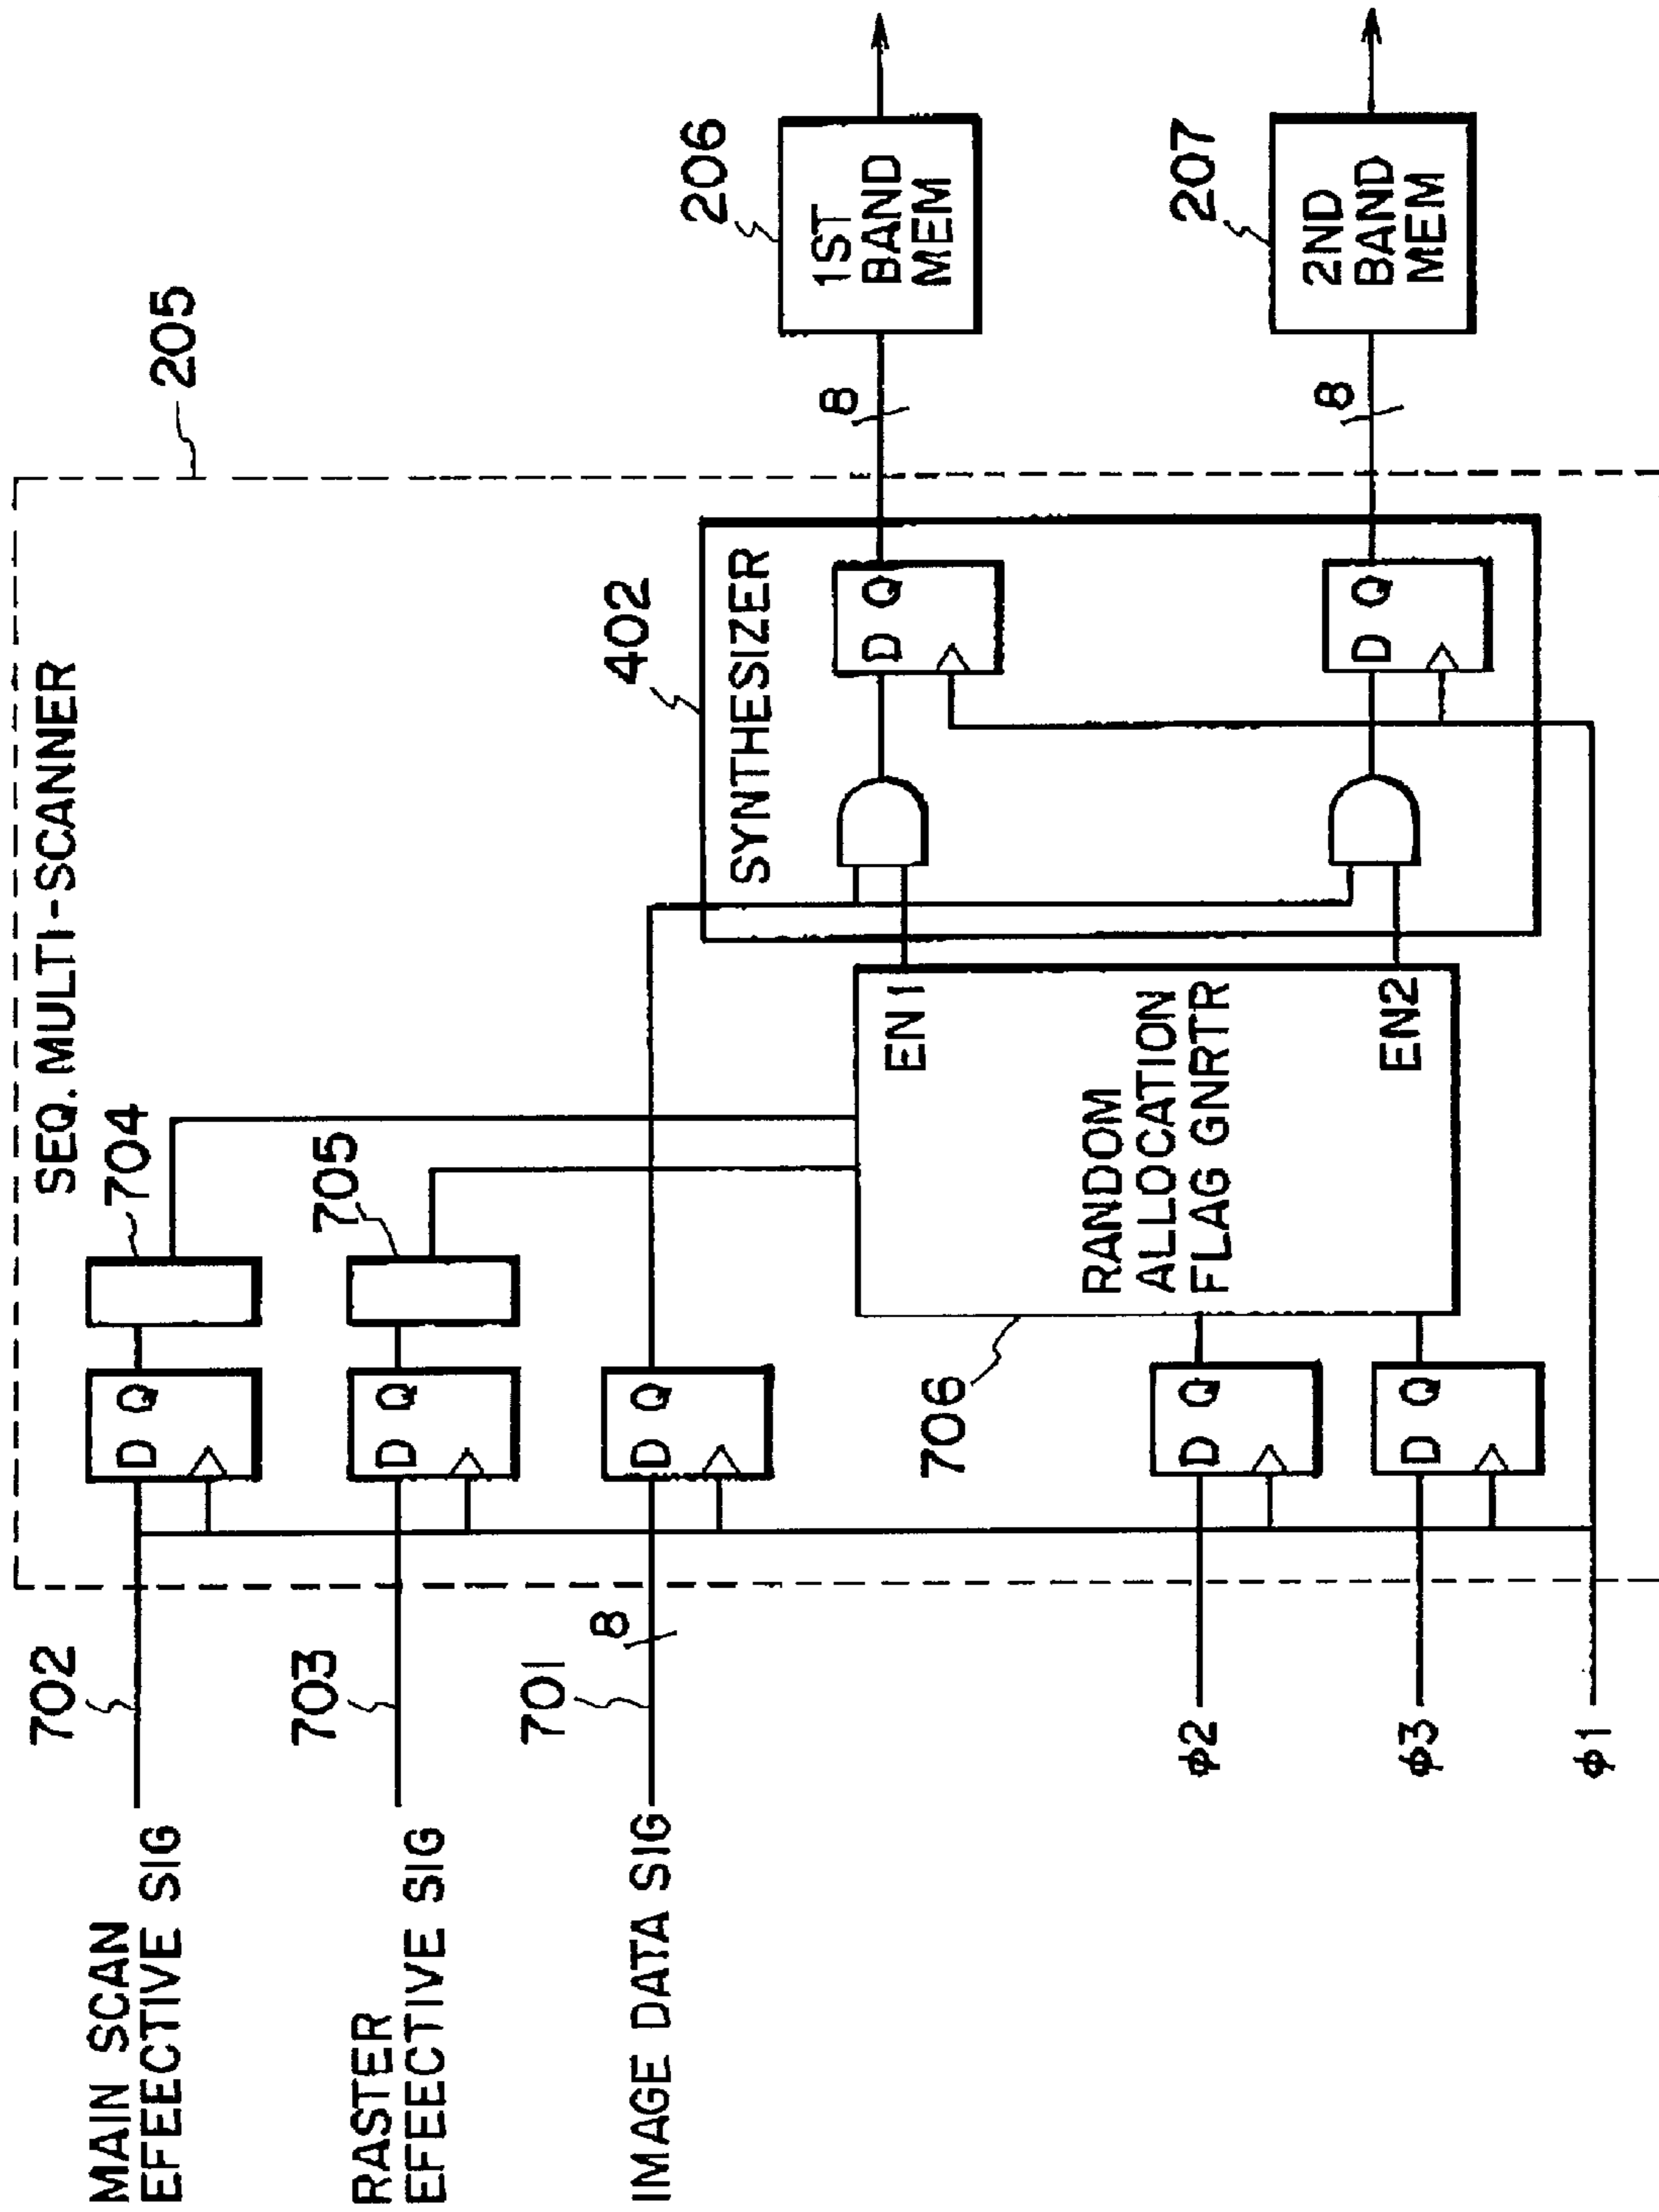 SEQ. MULTI-SCANNER
205
MAIN SCAN
EFFECTIVE SIG
702
D Q
704
RASTER
EFFECTIVE SIG
703
D Q
705
IMAGE DATA SIG
701
8
D Q
402
SYNTHESIZER
D Q
8
206
1ST
BAND
MEM
706
RANDOM
ALLOCATION
FLAG GNRTR
EN1
EN2
D Q
8
207
2ND
BAND
MEM
φ2
D Q
φ3
D Q
φ1